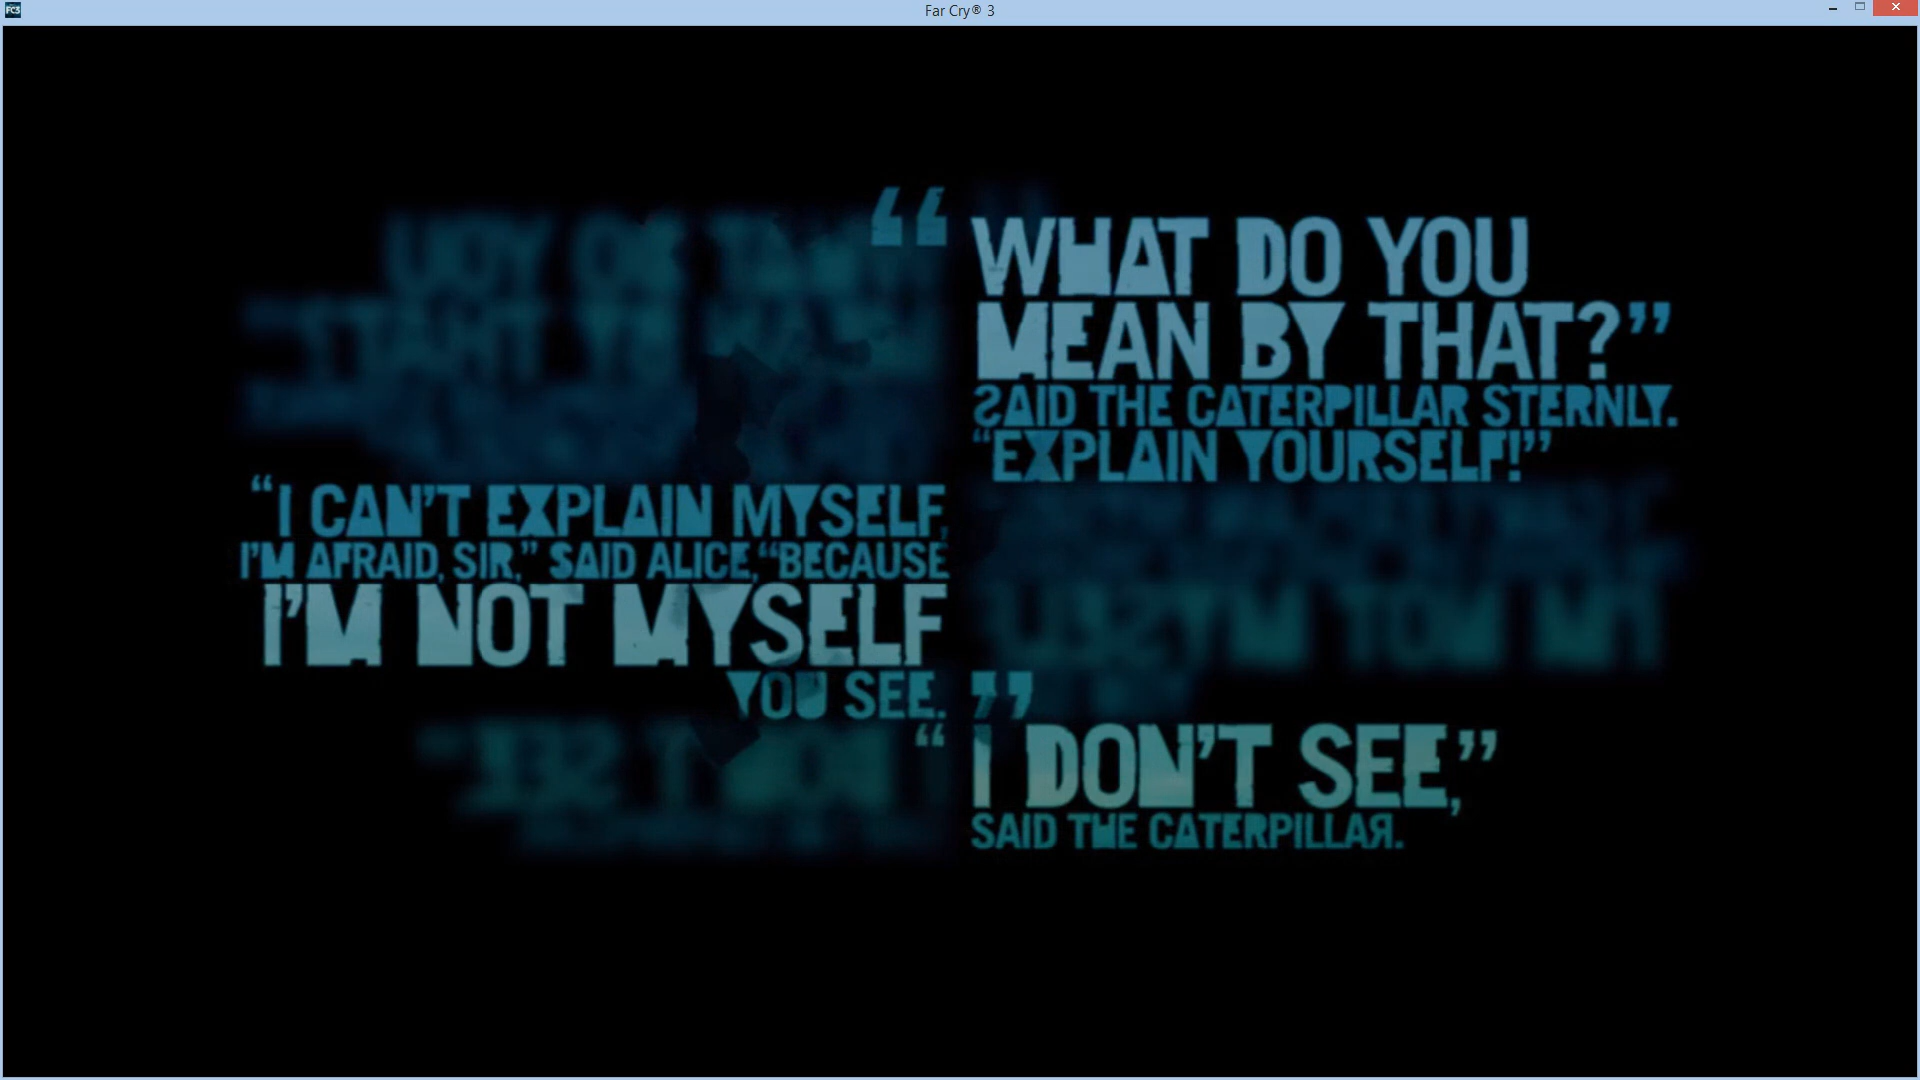 FC3
Far Cry® 3
“ WHAT DO YOU
MEAN BY THAT?”
SAID THE CATERPILLAR STERNLY.
“EXPLAIN YOURSELF!”
“I CAN’T EXPLAIN MYSELF,
I’M AFRAID, SIR,” SAID ALICE, “BECAUSE
I’M NOT MYSELF
YOU SEE. ”
“I DON’T SEE,”
SAID THE CATERPILLAR.